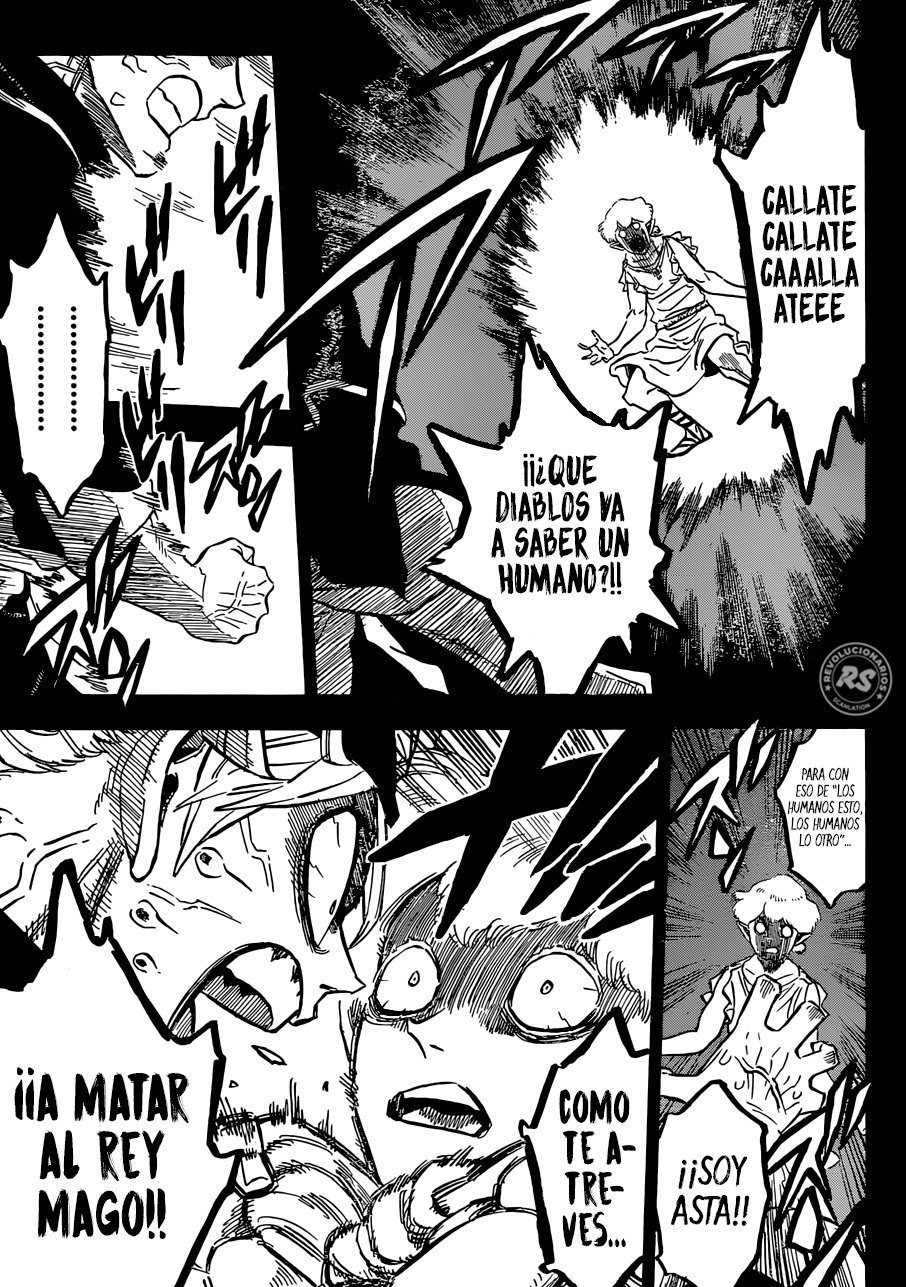 CALLATE
CALLATE
CAAALLA
ATEEE
¡¡¿QUE
DIABLOS VA
A SABER UN
HUMANO?!!
PARA CON
ESO DE "LOS
HUMANOS ESTO,
LOS HUMANOS
LO OTRO"...
¡¡SOY
ASTA!!
COMO
TE A-
TRE-
VES...
¡¡A MATAR
AL REY
MAGO!!
REVOLUCIONARIOS
RS
SCANLATION